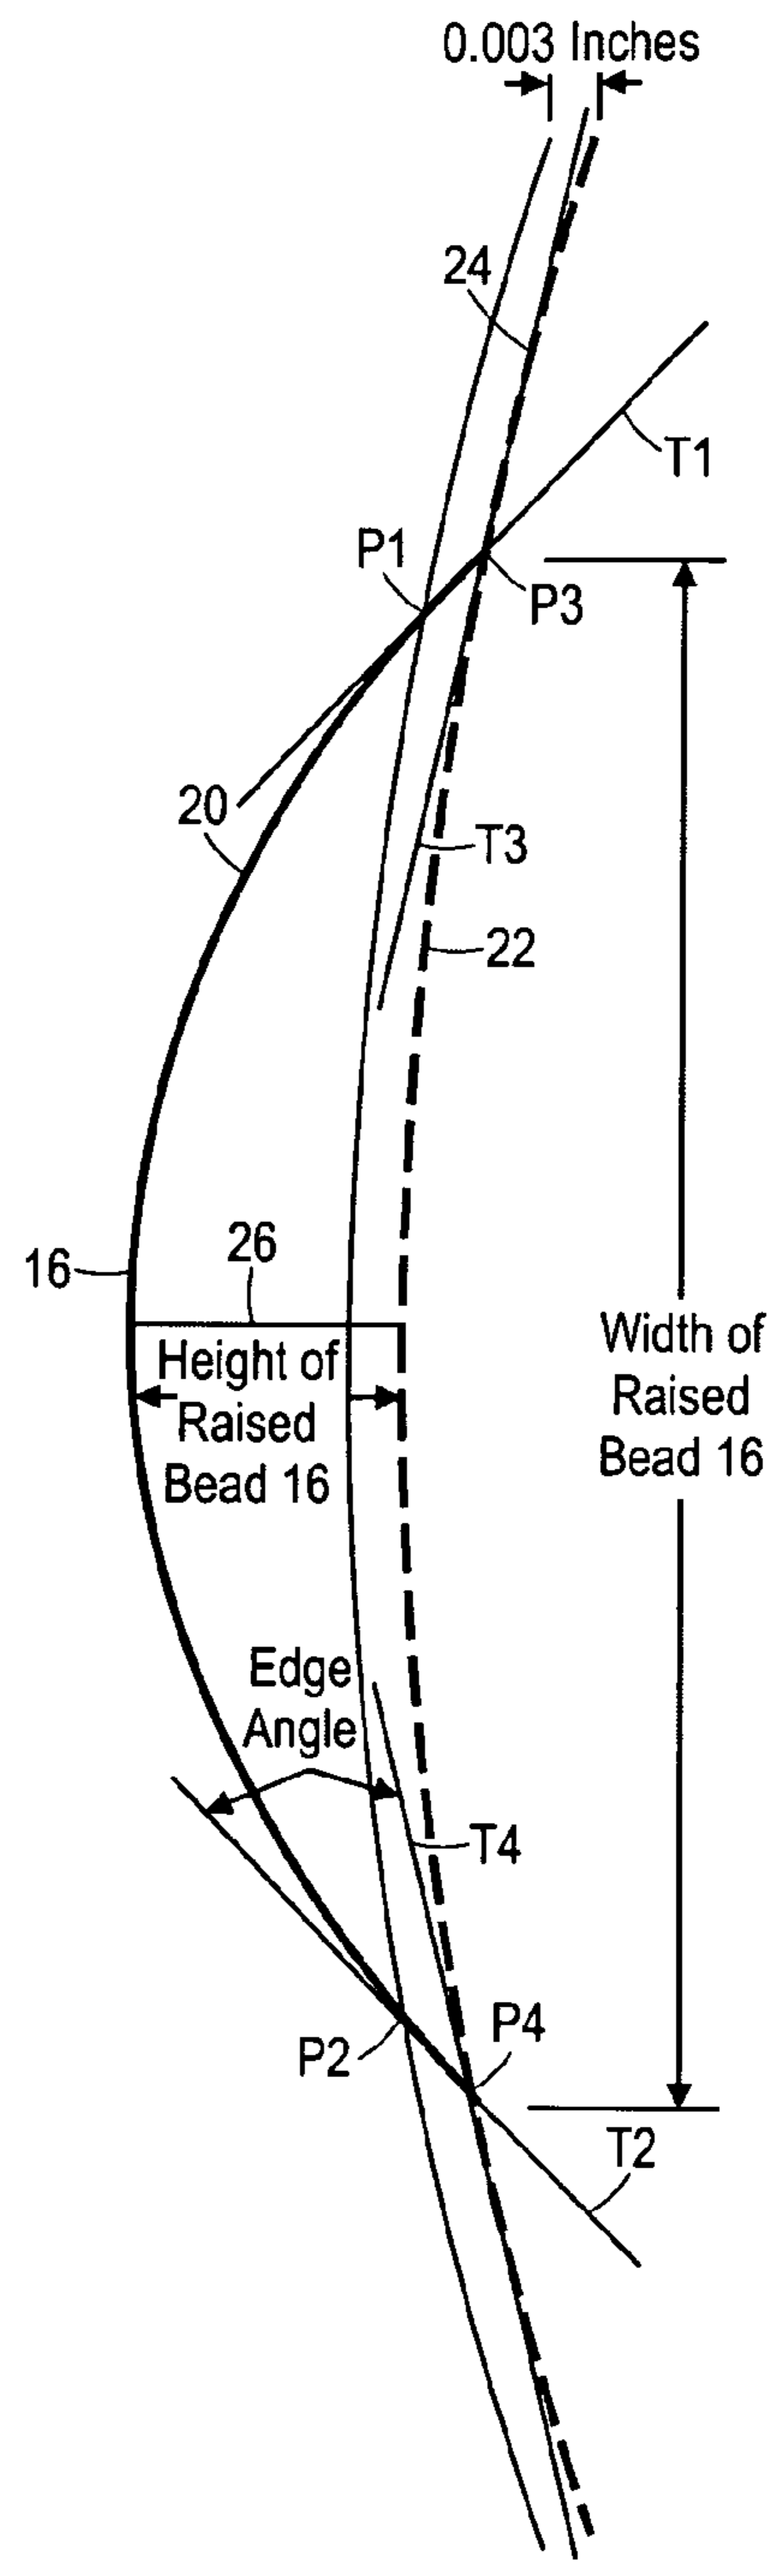 0.003 Inches
24
T1
P1
P3
20
T3
22
16
26
Height of
Raised
Bead 16
Width of
Raised
Bead 16
Edge
Angle
T4
P4
P2
T2